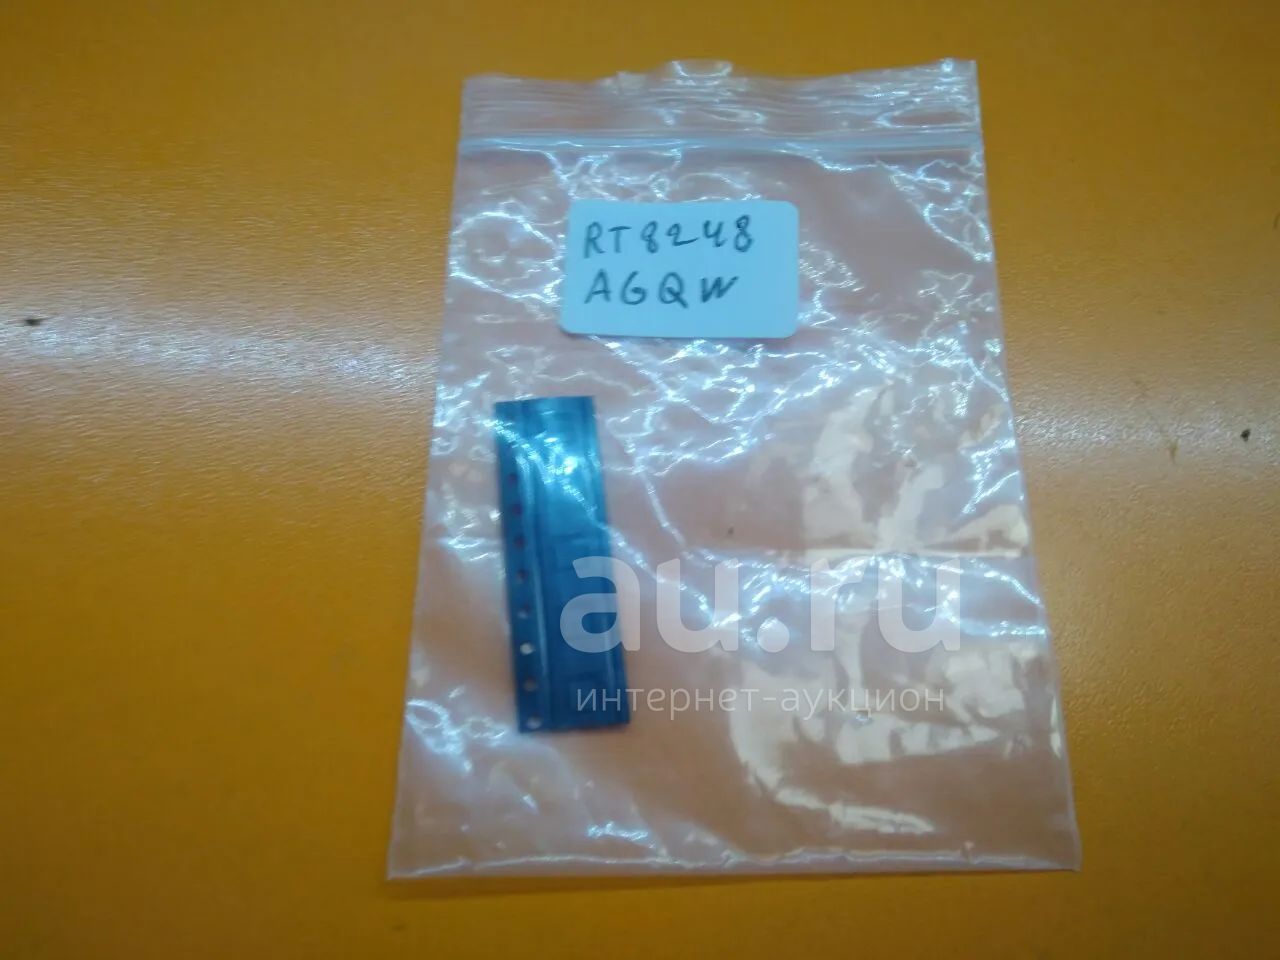 RT8248
AGQW
au.ru
интернет-аукцион